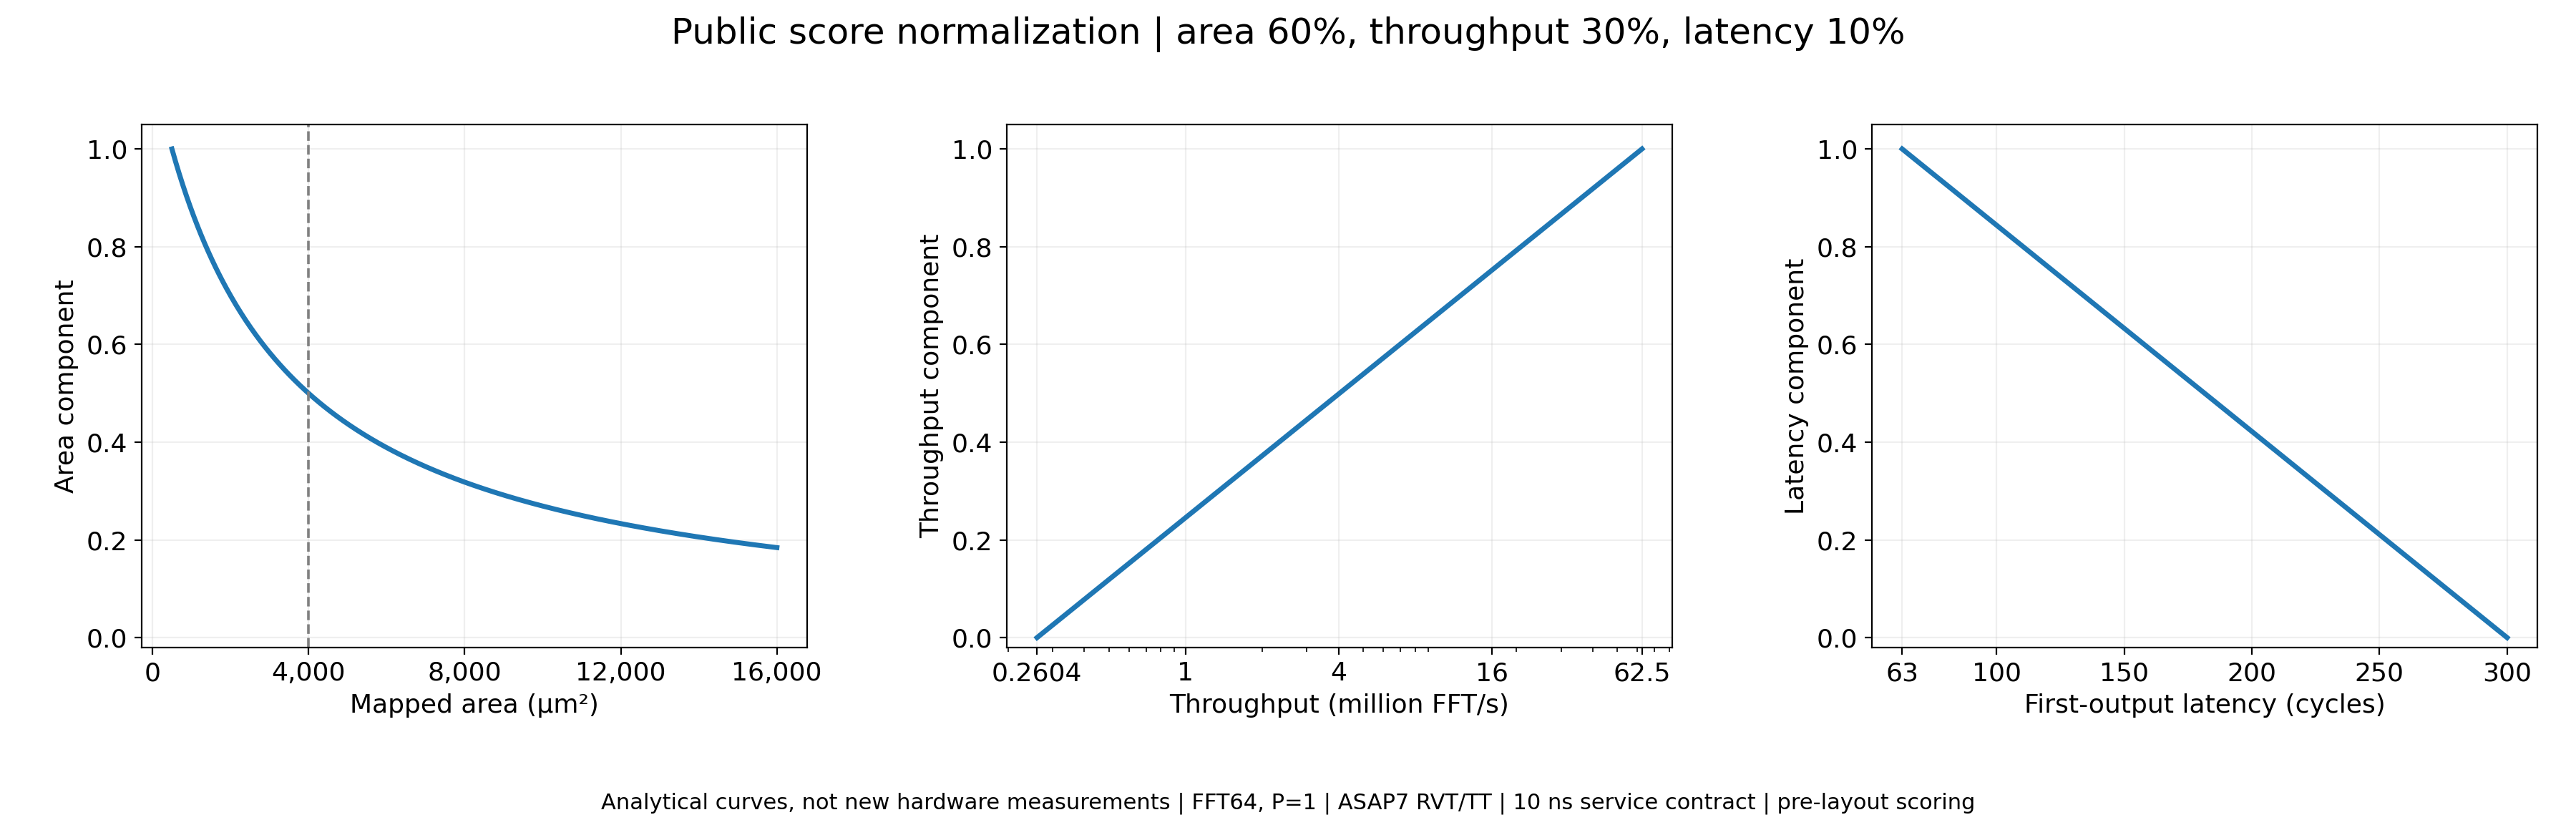 Public score normalization | area 60%, throughput 30%, latency 10%
Area component
1.0
0.8
0.6
0.4
0.2
0.0
0 4,000 8,000 12,000 16,000
Mapped area (µm²)
Throughput component
1.0
0.8
0.6
0.4
0.2
0.0
0.2604 1 4 16 62.5
Throughput (million FFT/s)
Latency component
1.0
0.8
0.6
0.4
0.2
0.0
63 100 150 200 250 300
First-output latency (cycles)
Analytical curves, not new hardware measurements | FFT64, P=1 | ASAP7 RVT/TT | 10 ns service contract | pre-layout scoring